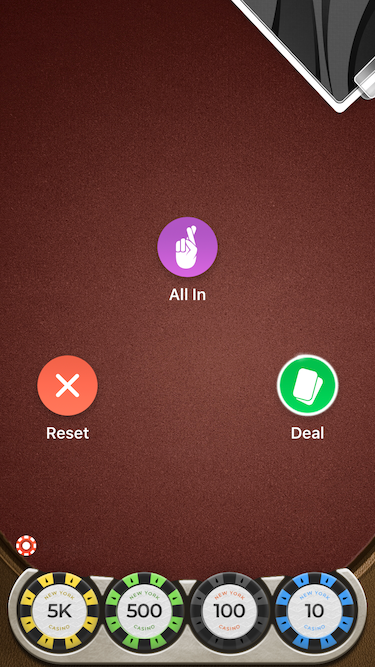 All In
Reset
Deal
NEW YORK
5K
CASINO
NEW YORK
500
CASINO
NEW YORK
100
CASINO
NEW YORK
10
CASINO